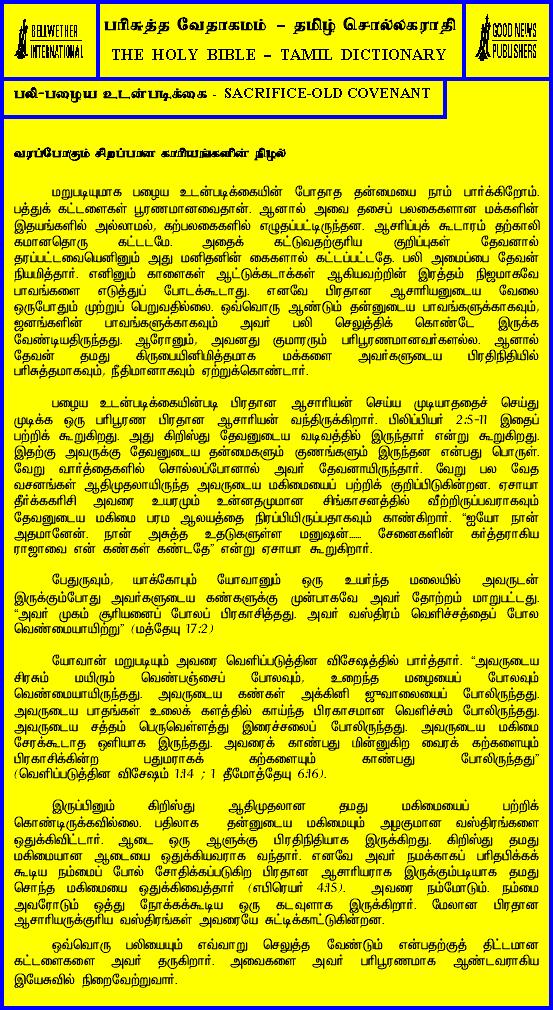 BELLWETHER
INTERNATIONAL
பரிசுத்த வேதாகமம் – தமிழ் சொல்லகராதி
THE HOLY BIBLE – TAMIL DICTIONARY
GOOD NEWS
PUBLISHERS
பலி-பழைய உடன்படிக்கை - SACRIFICE-OLD COVENANT
வரப்போகும் சிறப்பான காரியங்களின் நிழல்
மறுபடியுமாக பழைய உடன்படிக்கையின் போதாத தன்மையை நாம் பார்க்கிறோம்.
பத்துக் கட்டளைகள் பூரணமானவைதான். ஆனால் அவை தசைப் பலகைகளான மக்களின்
இதயங்களில் அல்லாமல், கற்பலகைகளில் எழுதப்பட்டிருந்தன. ஆசரிப்புக் கூடாரம் தற்காலி
கமானதொரு கட்டடமே. அதைக் கட்டுவதற்குரிய குறிப்புகள் தேவனால்
தரப்பட்டவையெனினும் அது மனிதனின் கைகளால் கட்டப்பட்டதே. பலி அமைப்பை தேவன்
நியமித்தார். எனினும் காளைகள் ஆட்டுக்கடாக்கள் ஆகியவற்றின் இரத்தம் நிஜமாகவே
பாவங்களை எடுத்துப் போடக்கூடாது. எனவே பிரதான ஆசாரியனுடைய வேலை
ஒருபோதும் முற்றுப் பெறுவதில்லை. ஒவ்வொரு ஆண்டும் தன்னுடைய பாவங்களுக்காகவும்,
ஜனங்களின் பாவங்களுக்காகவும் அவர் பலி செலுத்திக் கொண்டே இருக்க
வேண்டியதிருந்தது. ஆரோனும், அவனது குமாரரும் பரிபூரணமானவர்களல்ல. ஆனால்
தேவன் தமது கிருபையினிமித்தமாக மக்களை அவர்களுடைய பிரதிநிதியில்
பரிசுத்தமாகவும், நீதிமானாகவும் ஏற்றுக்கொண்டார்.
பழைய உடன்படிக்கையின்படி பிரதான ஆசாரியன் செய்ய முடியாததைச் செய்து
முடிக்க ஒரு பரிபூரண பிரதான ஆசாரியன் வந்திருக்கிறார். பிலிப்பியர் 2:5-11 இதைப்
பற்றிக் கூறுகிறது. அது கிறிஸ்து தேவனுடைய வடிவத்தில் இருந்தார் என்று கூறுகிறது.
இதற்கு அவருக்கு தேவனுடைய தன்மைகளும் குணங்களும் இருந்தன என்பது பொருள்.
வேறு வார்த்தைகளில் சொல்லப்போனால் அவர் தேவனாயிருந்தார். வேறு பல வேத
வசனங்கள் ஆதிமுதலாயிருந்த அவருடைய மகிமையைப் பற்றிக் குறிப்பிடுகின்றன. ஏசாயா
தீர்க்கதரிசி அவரை உயரமும் உன்னதமுமான சிங்காசனத்தில் வீற்றிருப்பவராகவும்
தேவனுடைய மகிமை பரம ஆலயத்தை நிரப்பியிருப்பதாகவும் காண்கிறார். “ஐயோ நான்
அதமானேன். நான் அசுத்த உதடுகளுள்ள மனுஷன்...... சேனைகளின் கர்த்தராகிய
ராஜாவை என் கண்கள் கண்டதே” என்று ஏசாயா கூறுகிறார்.
பேதுருவும், யாக்கோபும் யோவானும் ஒரு உயர்ந்த மலையில் அவருடன்
இருக்கும்போது அவர்களுடைய கண்களுக்கு முன்பாகவே அவர் தோற்றம் மாறுபட்டது.
“அவர் முகம் சூரியனைப் போலப் பிரகாசித்தது. அவர் வஸ்திரம் வெளிச்சத்தைப் போல
வெண்மையாயிற்று” (மத்தேயு 17:2)
யோவான் மறுபடியும் அவரை வெளிப்படுத்தின விசேஷத்தில் பார்த்தார். “அவருடைய
சிரசும் மயிரும் வெண்பஞ்சைப் போலவும், உறைந்த மழையைப் போலவும்
வெண்மையாயிருந்தது. அவருடைய கண்கள் அக்கினி ஜுவாலையைப் போலிருந்தது.
அவருடைய பாதங்கள் உலைக் களத்தில் காய்ந்த பிரகாசமான வெளிச்சம் போலிருந்தது.
அவருடைய சத்தம் பெருவெள்ளத்து இரைச்சலைப் போலிருந்தது. அவருடைய மகிமை
சேரக்கூடாத ஒளியாக இருந்தது. அவரைக் காண்பது மின்னுகிற வைரக் கற்களையும்
பிரகாசிக்கின்ற பதுமராகக் கற்களையும் காண்பது போலிருந்தது”
(வெளிப்படுத்தின விசேஷம் 1:14 ; 1 தீமோத்தேயு 6:16).
இருப்பினும் கிறிஸ்து ஆதிமுதலான தமது மகிமையைப் பற்றிக்
கொண்டிருக்கவில்லை. பதிலாக தன்னுடைய மகிமையும் அழகுமான வஸ்திரங்களை
ஒதுக்கிவிட்டார். ஆடை ஒரு ஆளுக்கு பிரதிநிதியாக இருக்கிறது. கிறிஸ்து தமது
மகிமையான ஆடையை ஒதுக்கியவராக வந்தார். எனவே அவர் நமக்காகப் பரிதபிக்கக்
கூடிய நம்மைப் போல் சோதிக்கப்படுகிற பிரதான ஆசாரியராக இருக்கும்படியாக தமது
சொந்த மகிமையை ஒதுக்கிவைத்தார் (எபிரெயர் 4:15). அவரை நம்மோடும். நம்மை
அவரோடும் ஒத்து நோக்கக்கூடிய ஒரு கடவுளாக இருக்கிறார். மேலான பிரதான
ஆசாரியருக்குரிய வஸ்திரங்கள் அவரையே சுட்டிக்காட்டுகின்றன.
ஒவ்வொரு பலியையும் எவ்வாறு செலுத்த வேண்டும் என்பதற்குத் திட்டமான
கட்டளைகளை அவர் தருகிறார். அவைகளை அவர் பரிபூரணமாக ஆண்டவராகிய
இயேசுவில் நிறைவேற்றுவார்.